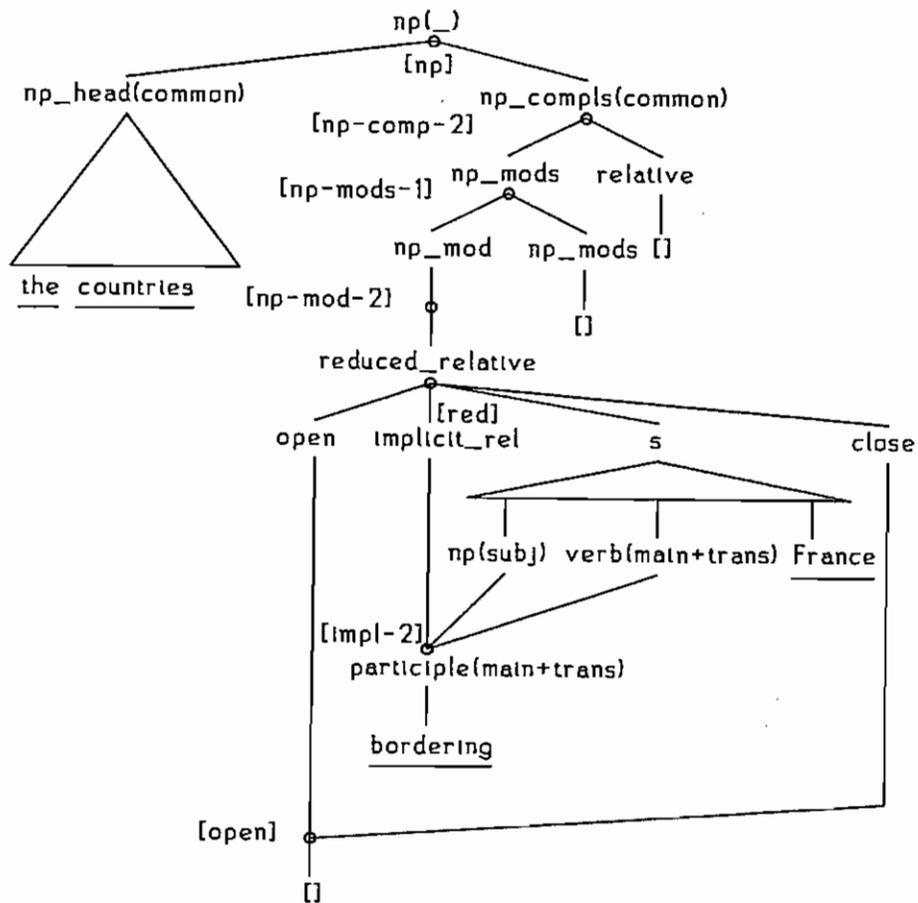 np(_)
[np]
np_head(common) np_compls(common)
[np-comp-2]
np_mods relative
[np-mods-1]
np_mod np_mods []
the countries
[np-mod-2]
[]
reduced_relative
[red]
open implicit_rel s close
np(subj) verb(main+trans) France
[impl-2]
participle(main+trans)
bordering
[open]
[]